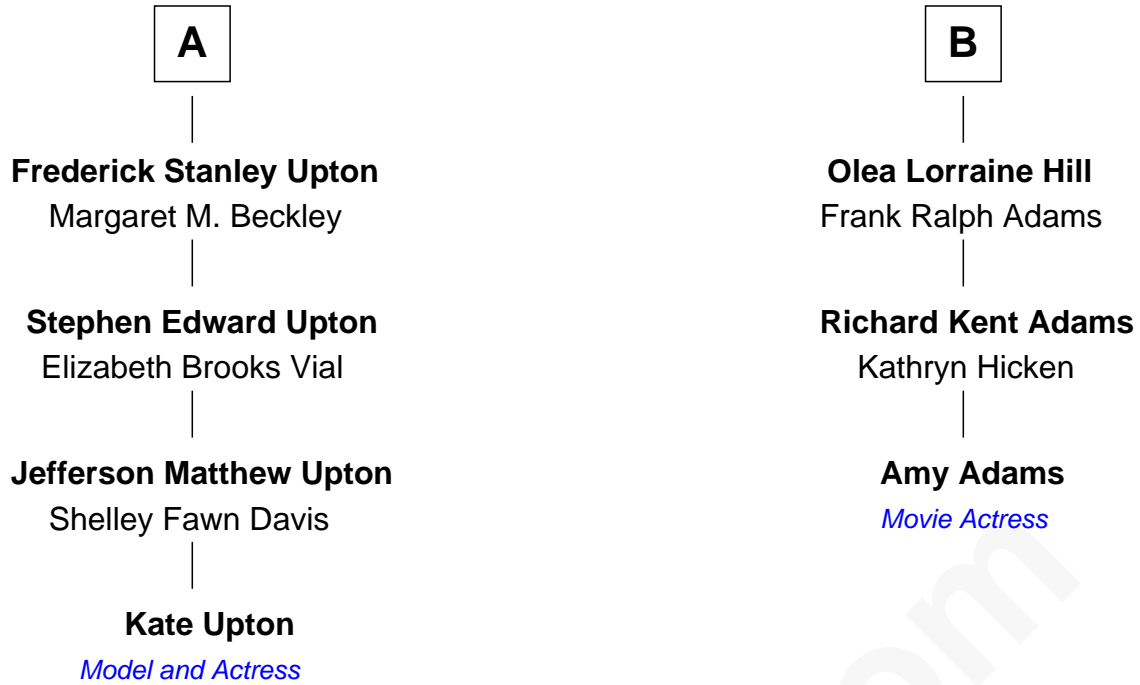 A
Frederick Stanley Upton
Margaret M. Beckley
Stephen Edward Upton
Elizabeth Brooks Vial
Jefferson Matthew Upton
Shelley Fawn Davis
Kate Upton
Model and Actress
B
Olea Lorraine Hill
Frank Ralph Adams
Richard Kent Adams
Kathryn Hicken
Amy Adams
Movie Actress
om